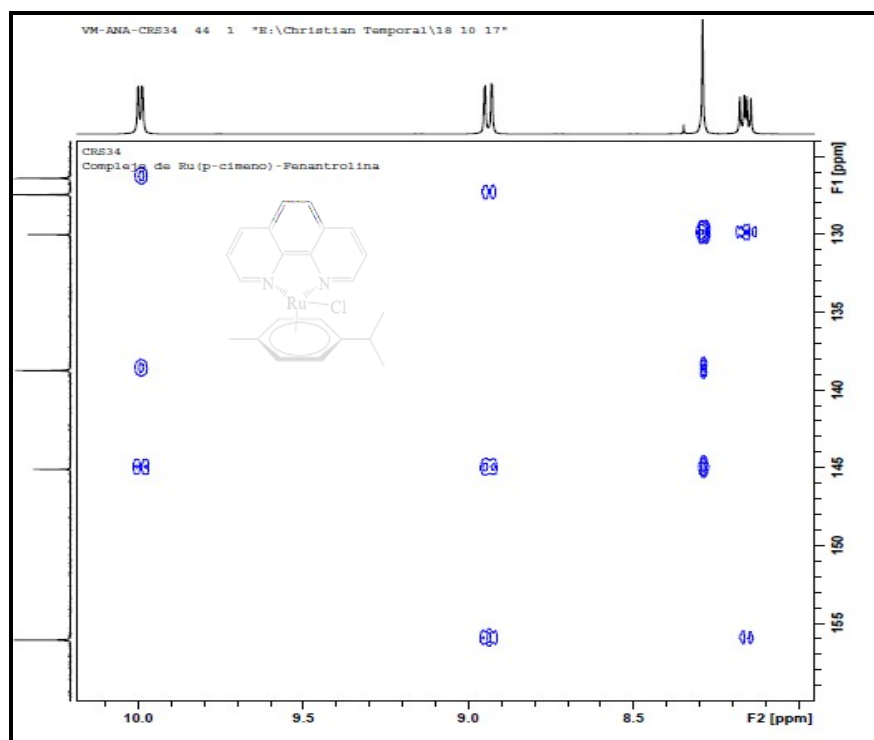 VM-ANA-CRS34 44 1 "E:\Christian Temporal\18 10 17"
CRS34
Complejo de Ru(p-cimeno)-Fenantrolina
F1 [ppm]
130
135
140
145
150
155
N
N
Ru
Cl
10.0
9.5
9.0
8.5
F2 [ppm]